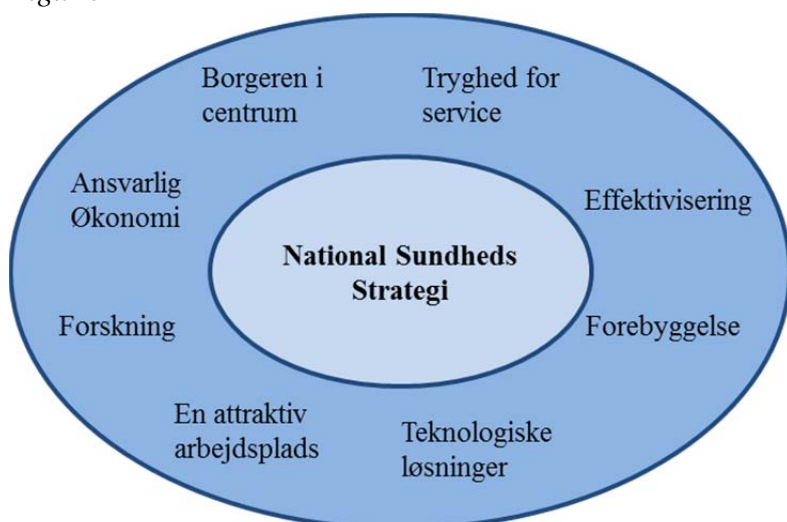 Borgeren i
centrum
Tryghed for
service
Ansvarlig
Økonomi
Effektivisering
National Sundheds
Strategi
Forskning
Forebyggelse
En attraktiv
arbejdsplads
Teknologiske
løsninger